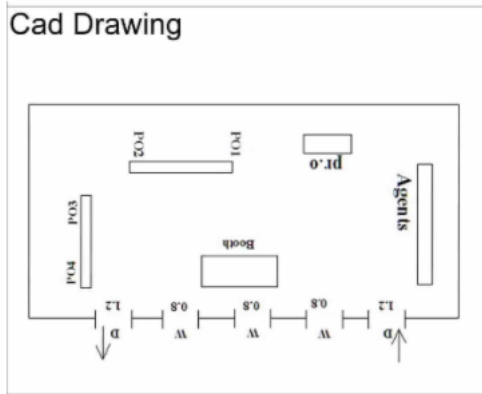 Cad Drawing
PO2
PO1
pr.o
Agents
PO3
PO4
Booth
1.2
0.8
0.8
0.8
1.2
D
W
W
W
D